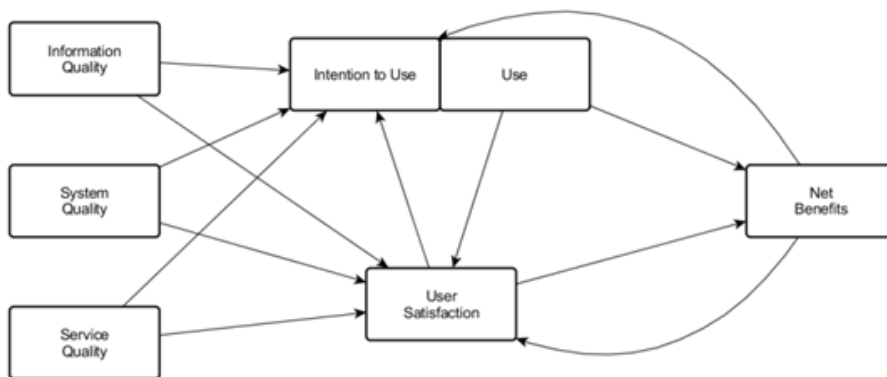 Information
Quality
Intention to Use
Use
System
Quality
Net
Benefits
User
Satisfaction
Service
Quality